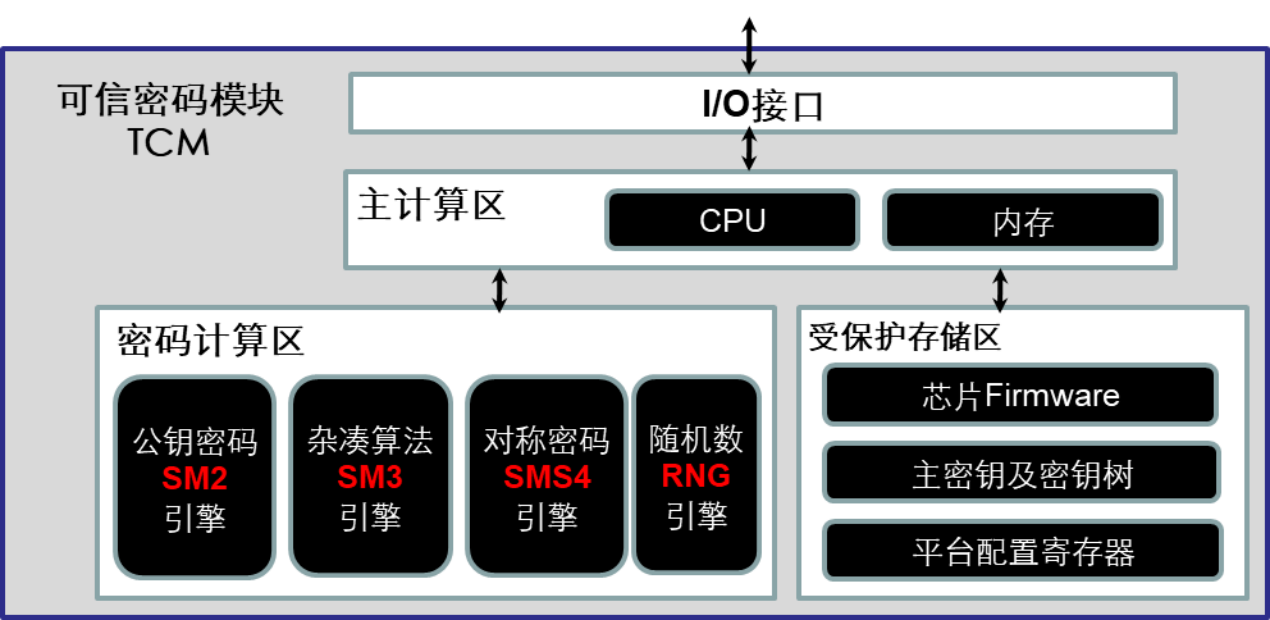 可信密码模块
TCM
I/O接口
主计算区
CPU
内存
密码计算区
公钥密码
SM2
引擎
杂凑算法
SM3
引擎
对称密码
SMS4
引擎
随机数
RNG
引擎
受保护存储区
芯片Firmware
主密钥及密钥树
平台配置寄存器